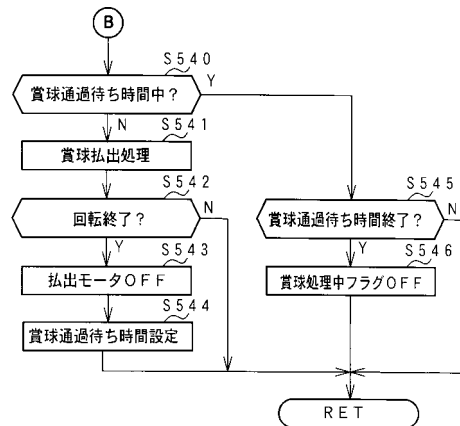 B
S540
賞球通過待ち時間中?
Y
N
S541
賞球払出処理
S542
回転終了?
N
Y
S543
払出モータOFF
S544
賞球通過待ち時間設定
S545
賞球通過待ち時間終了?
N
Y
S546
賞球処理中フラグOFF
RET